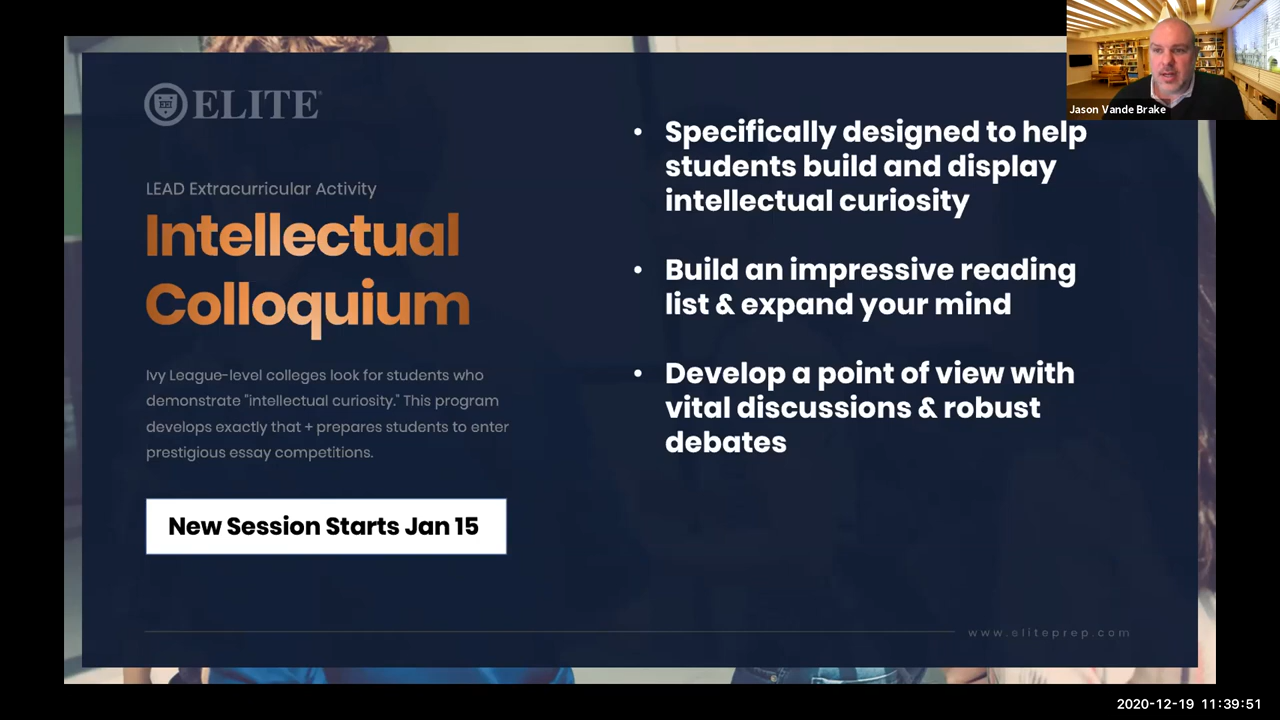 ELITE
LEAD Extracurricular Activity
Intellectual
Colloquium
Ivy League-level colleges look for students who
demonstrate "intellectual curiosity." This program
develops exactly that + prepares students to enter
prestigious essay competitions.
New Session Starts Jan 15
• Specifically designed to help
students build and display
intellectual curiosity
• Build an impressive reading
list & expand your mind
• Develop a point of view with
vital discussions & robust
debates
www.eliteprep.com
Jason Vande Brake
2020-12-19 11:39:51